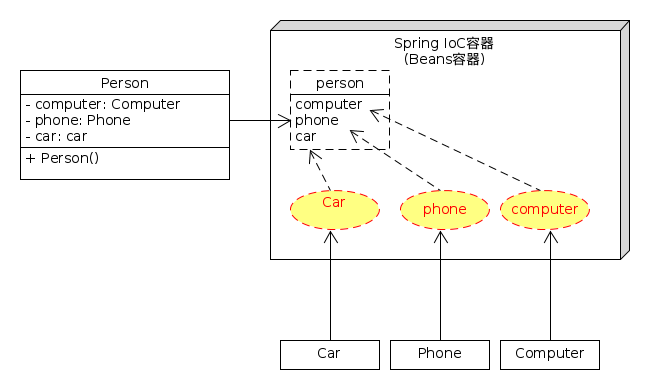 Spring IoC容器
(Beans容器)
Person
- computer: Computer
- phone: Phone
- car: car
+ Person()
person
computer
phone
car
Car
phone
computer
Car
Phone
Computer